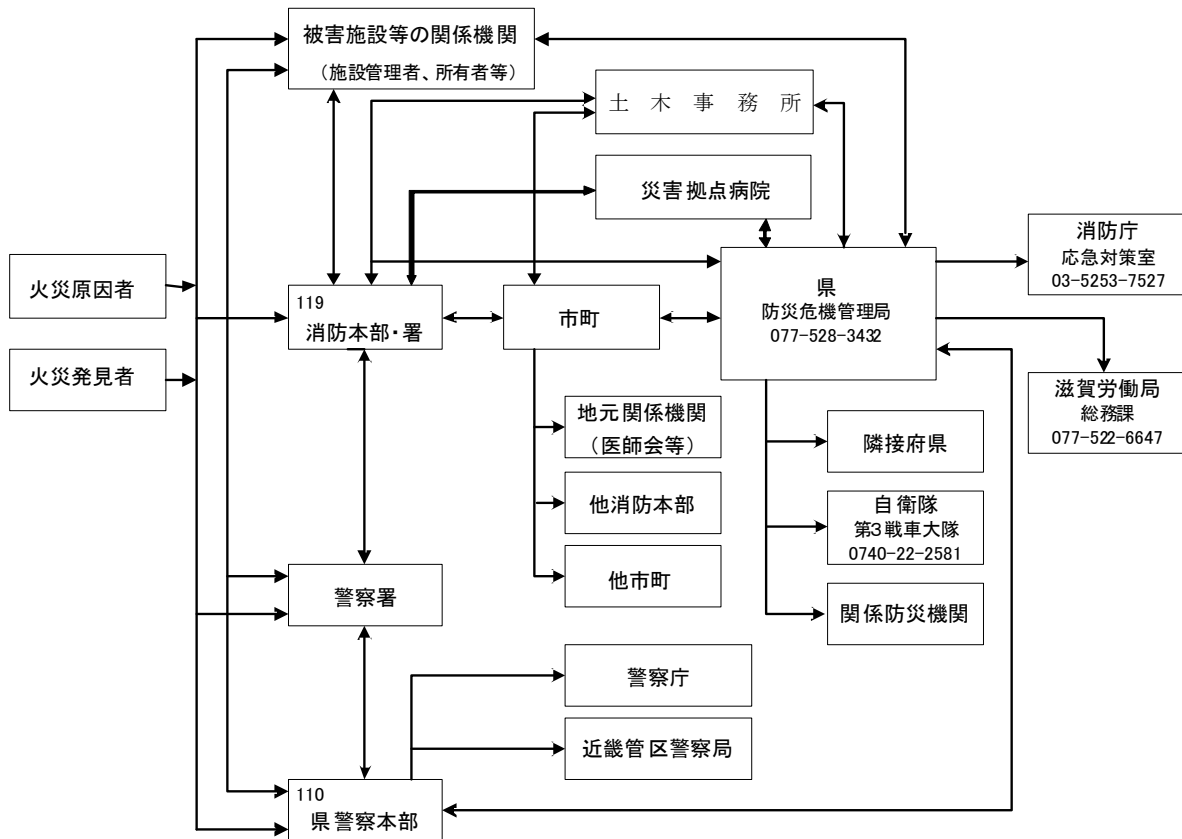 被害施設等の関係機関
（施設管理者、所有者等）
土木事務所
災害拠点病院
消防庁
応急対策室
03-5253-7527
火災原因者
119
消防本部・署
市町
県
防災危機管理局
077-528-3432
火災発見者
滋賀労働局
総務課
077-522-6647
地元関係機関
（医師会等）
隣接府県
他消防本部
自衛隊
第3戦車大隊
0740-22-2581
他市町
警察署
関係防災機関
警察庁
近畿管区警察局
110
県警察本部